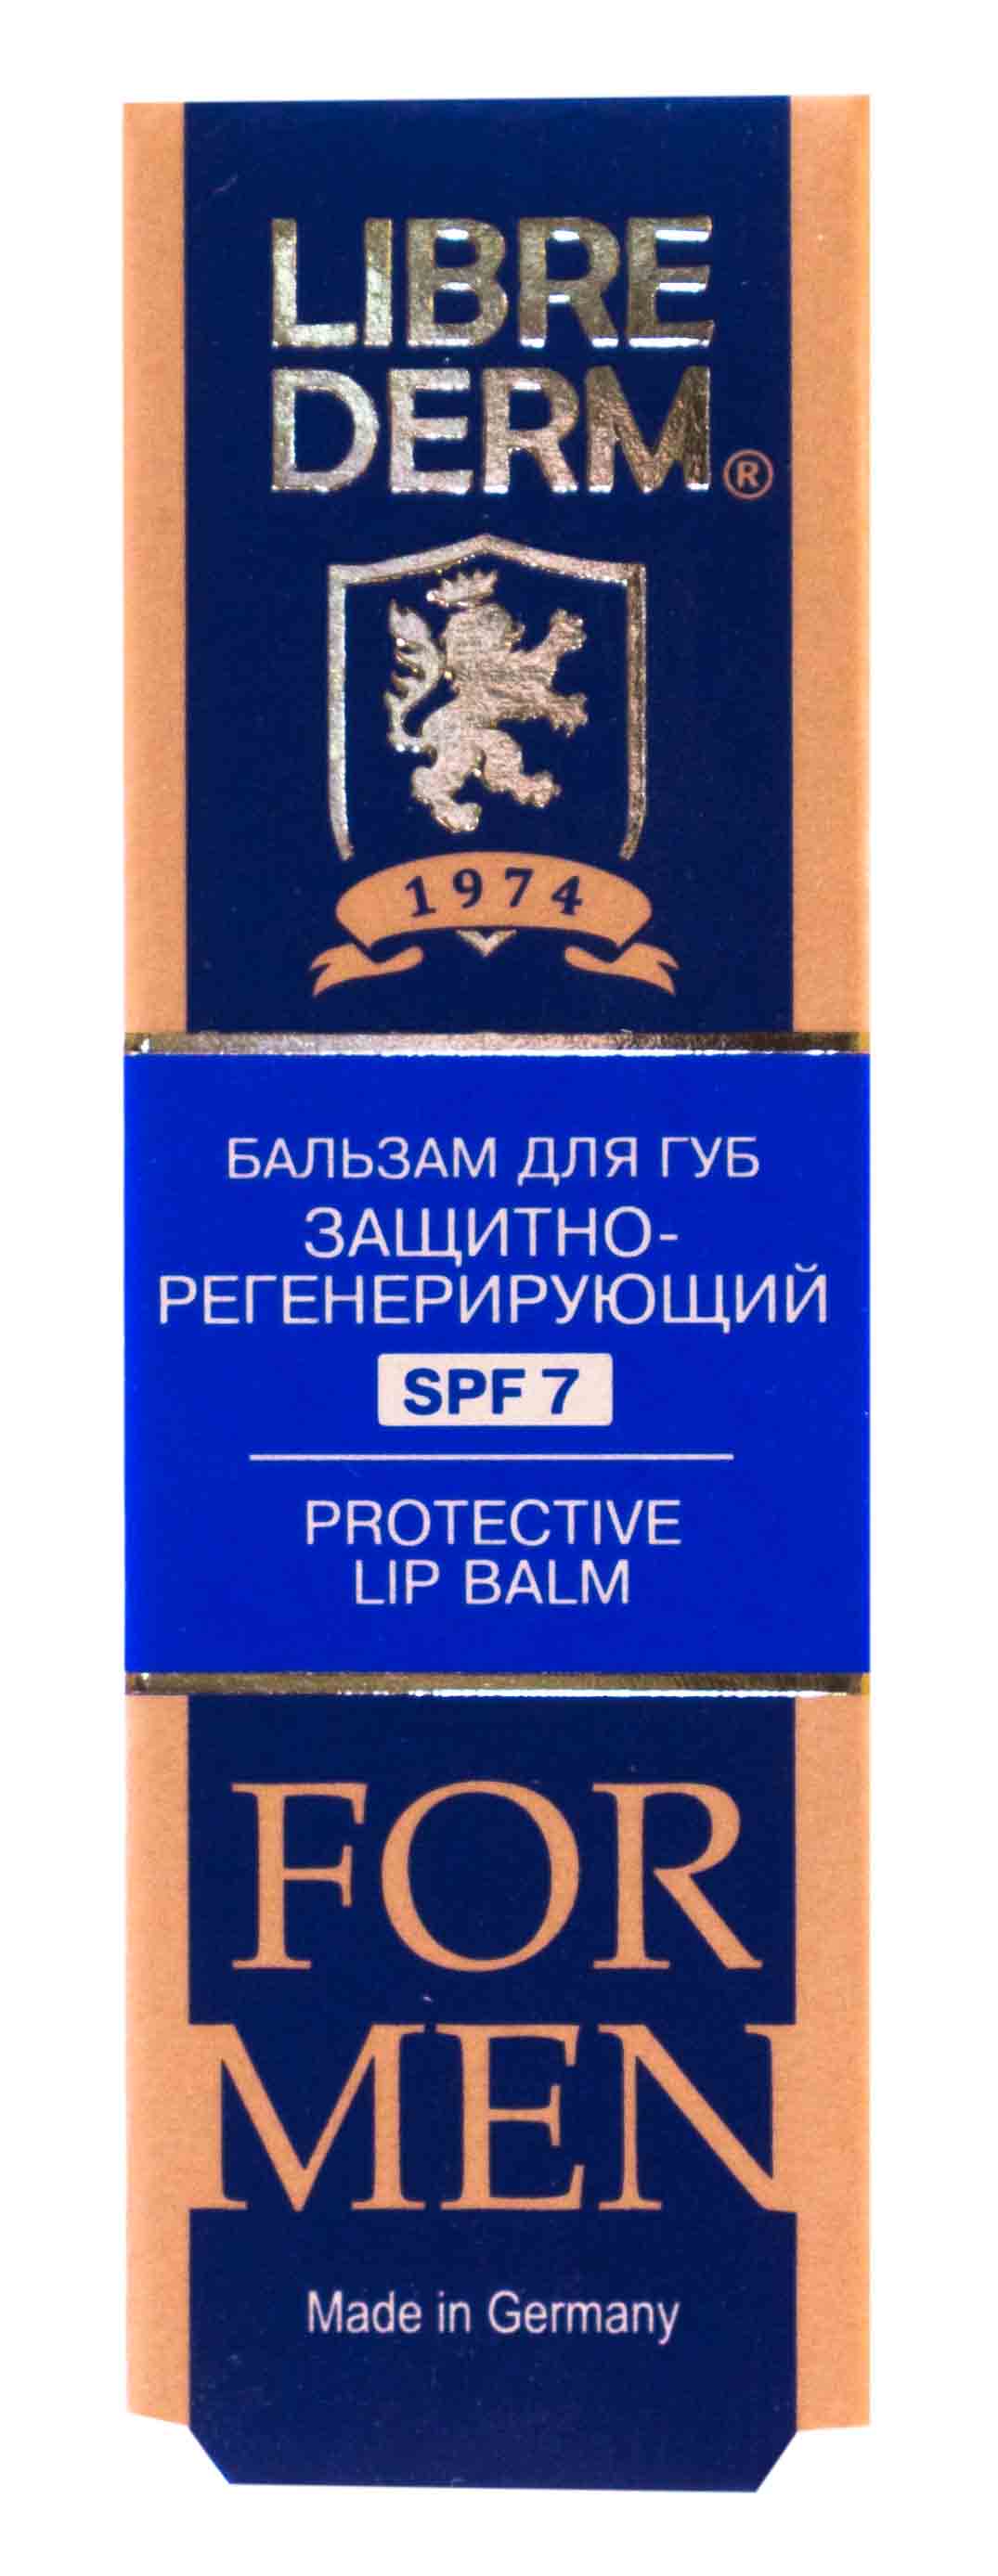 LIBRE
DERM®
1974
БАЛЬЗАМ ДЛЯ ГУБ
ЗАЩИТНО-
РЕГЕНЕРИРУЮЩИЙ
SPF 7
PROTECTIVE
LIP BALM
FOR
MEN
Made in Germany